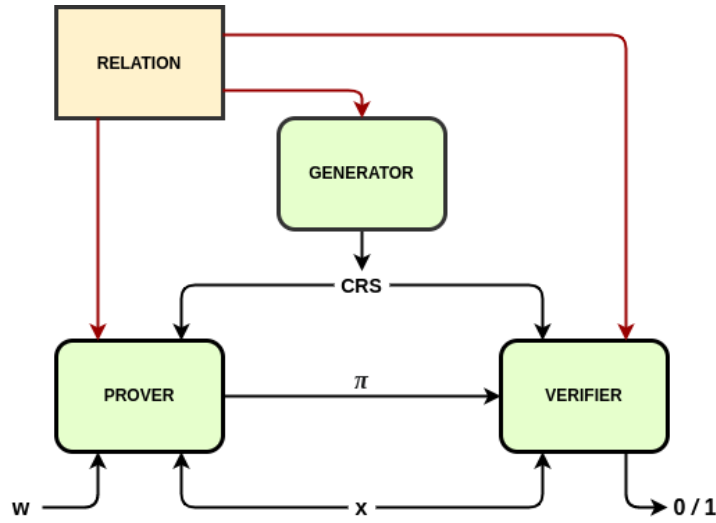 RELATION
GENERATOR
CRS
π
PROVER
VERIFIER
w
x
0 / 1